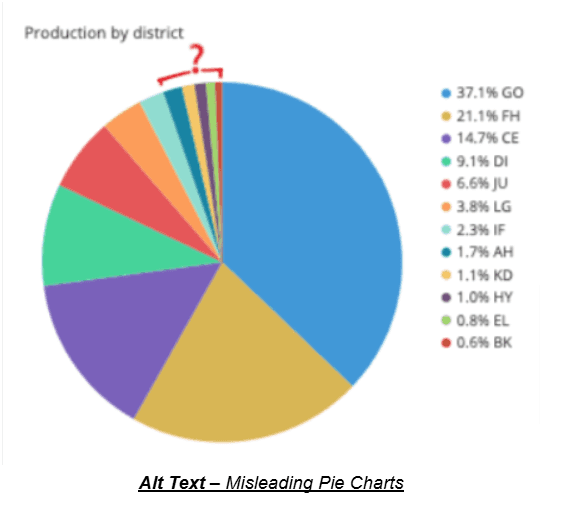 Production by district
?
37.1% GO
21.1% FH
14.7% CE
9.1% DI
6.6% JU
3.8% LG
2.3% IF
1.7% AH
1.1% KD
1.0% HY
0.8% EL
0.6% BK
Alt Text – Misleading Pie Charts